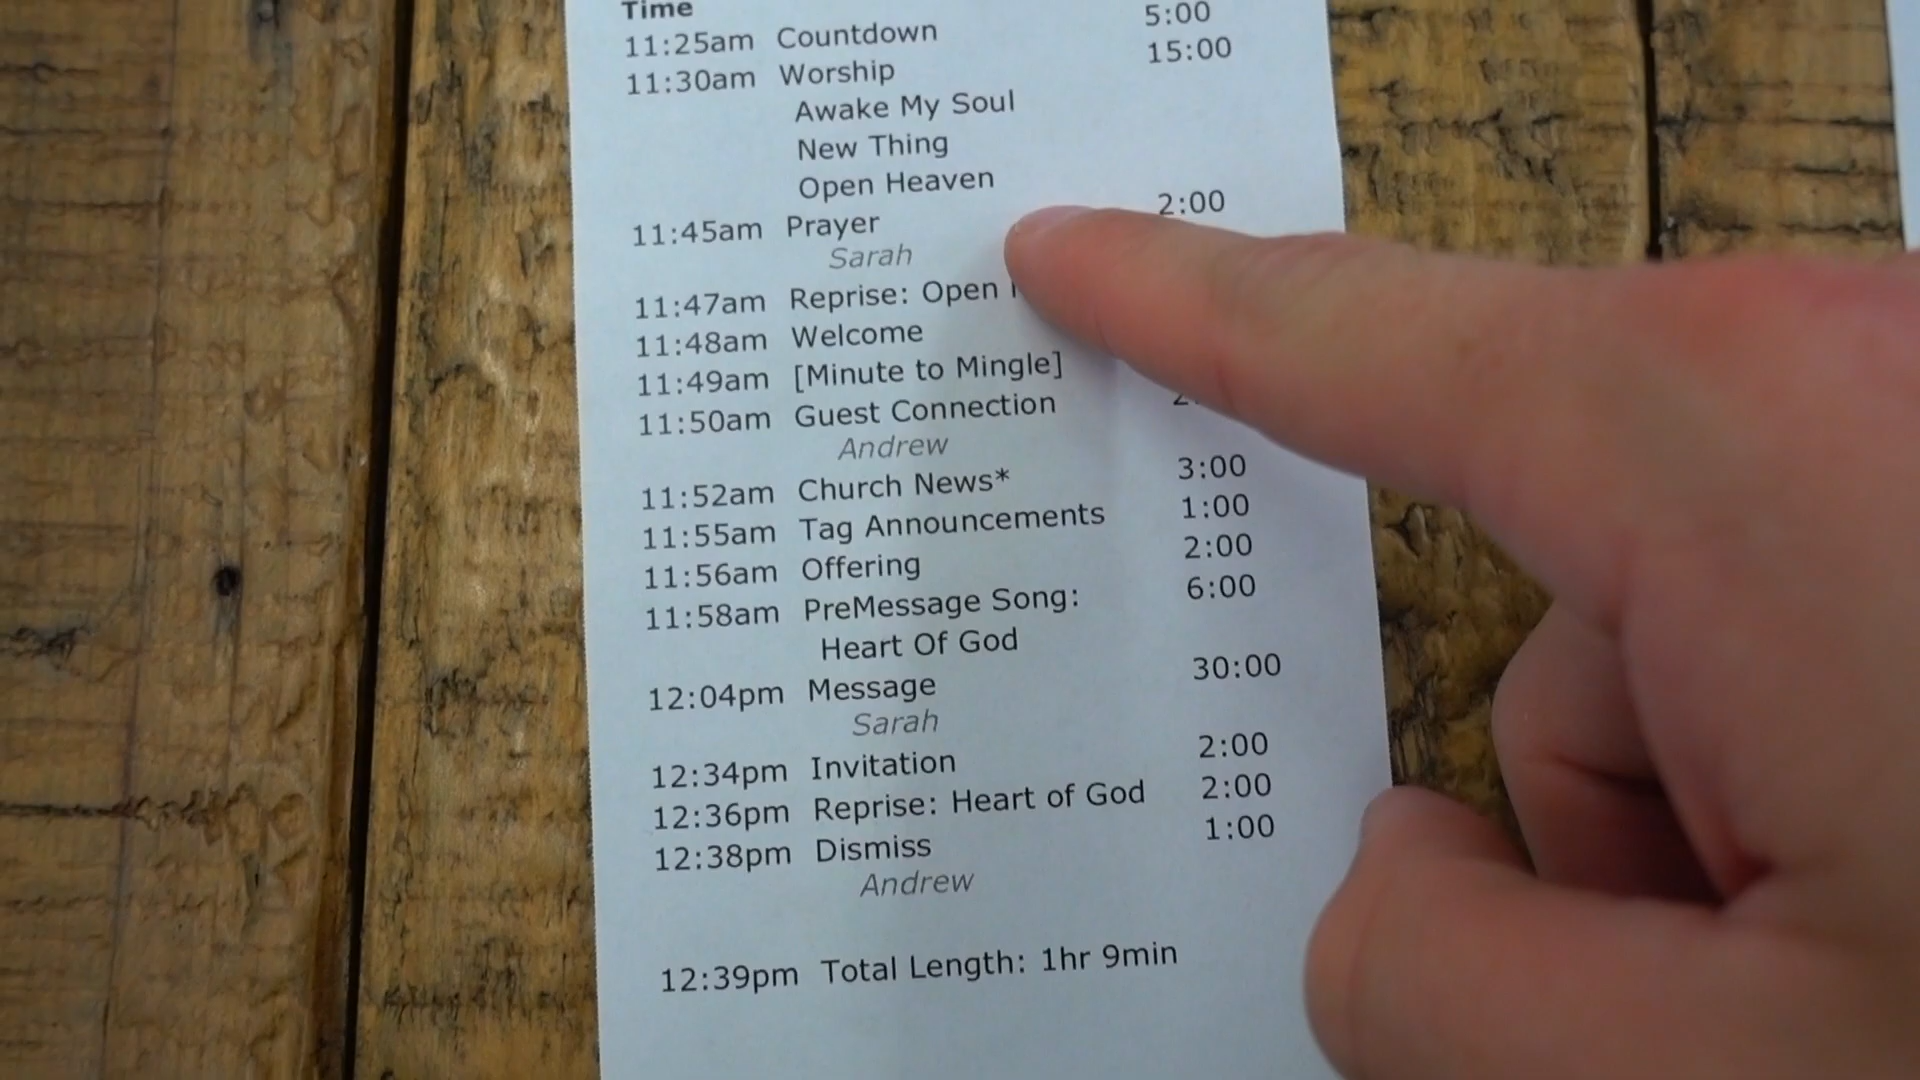 Time
11:25am Countdown 5:00
11:30am Worship 15:00
Awake My Soul
New Thing
Open Heaven
11:45am Prayer 2:00
Sarah
11:47am Reprise: Open
11:48am Welcome
11:49am [Minute to Mingle]
11:50am Guest Connection
Andrew
11:52am Church News* 3:00
11:55am Tag Announcements 1:00
11:56am Offering 2:00
11:58am PreMessage Song: 6:00
Heart Of God
12:04pm Message 30:00
Sarah
12:34pm Invitation 2:00
12:36pm Reprise: Heart of God 2:00
12:38pm Dismiss 1:00
Andrew
12:39pm Total Length: 1hr 9min